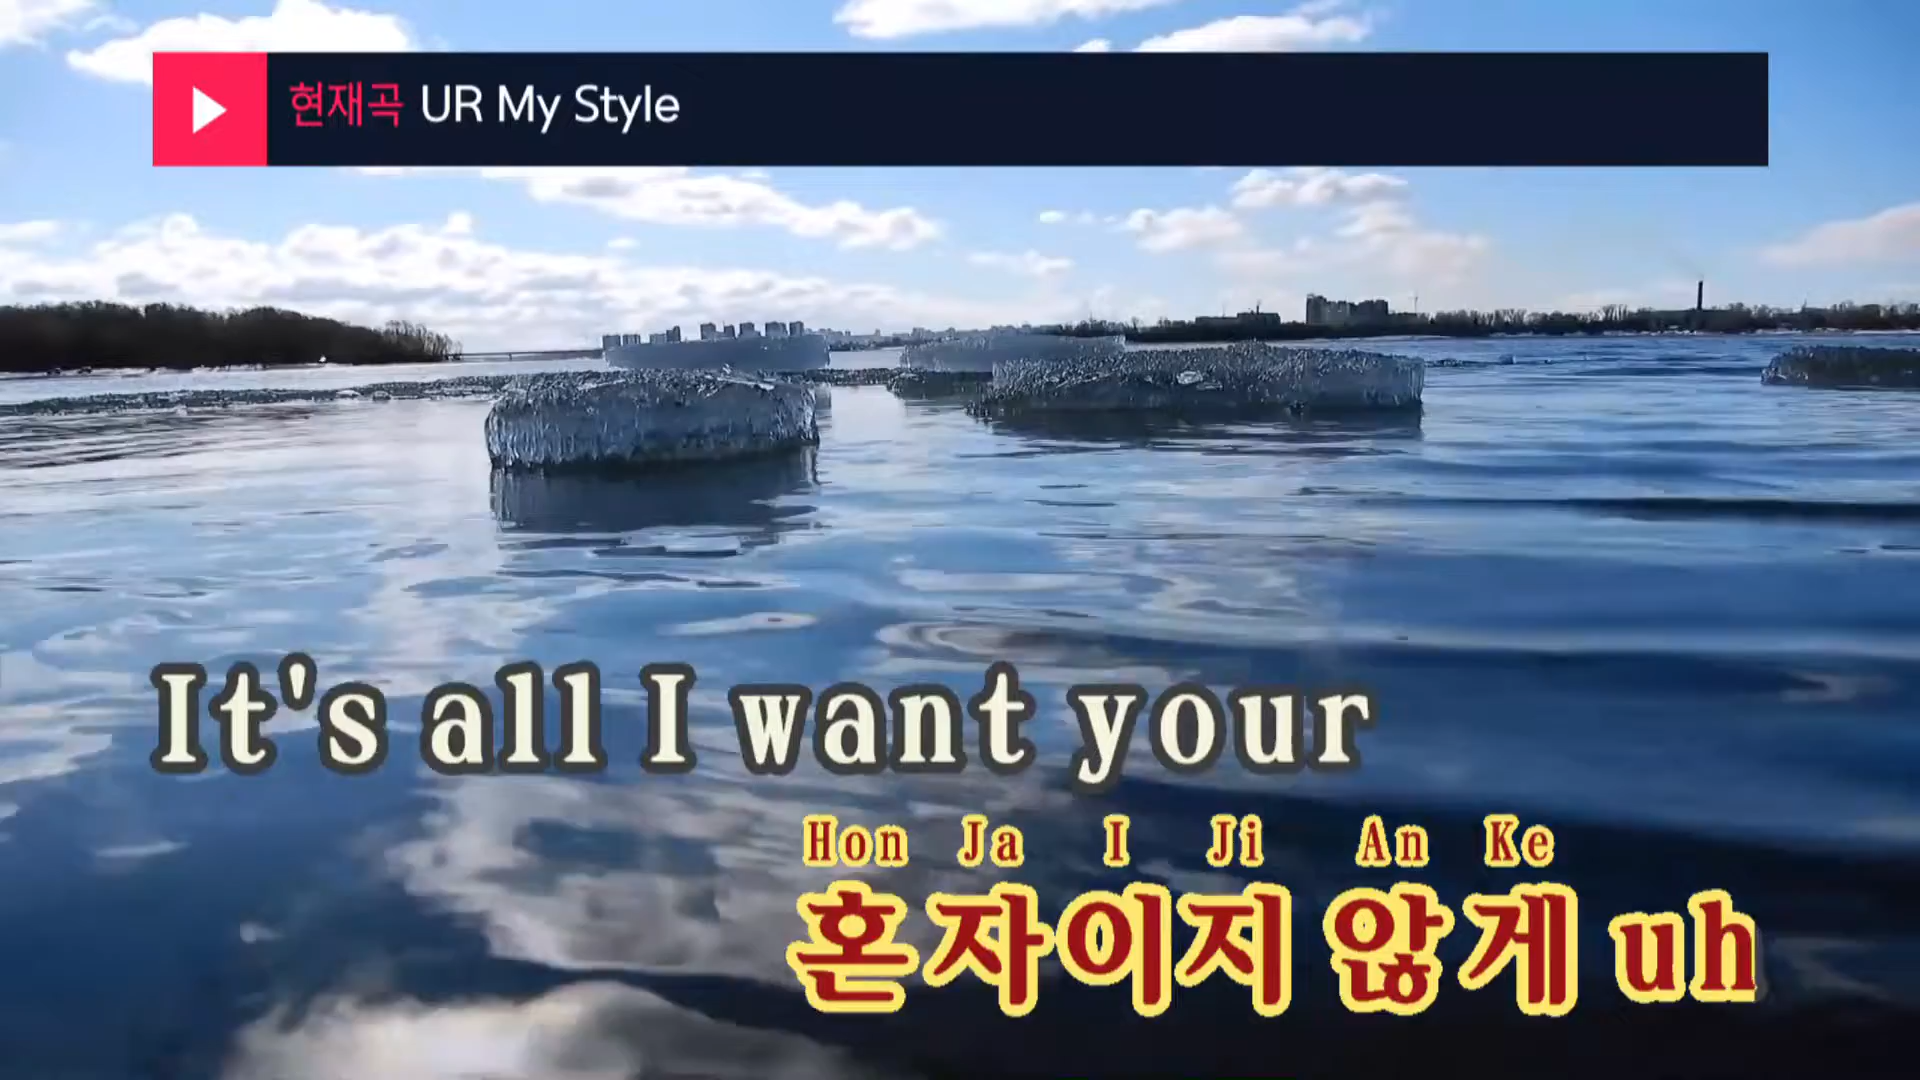 현재곡 UR My Style
It's all I want your
Hon Ja I Ji An Ke
혼자이지 않게 uh